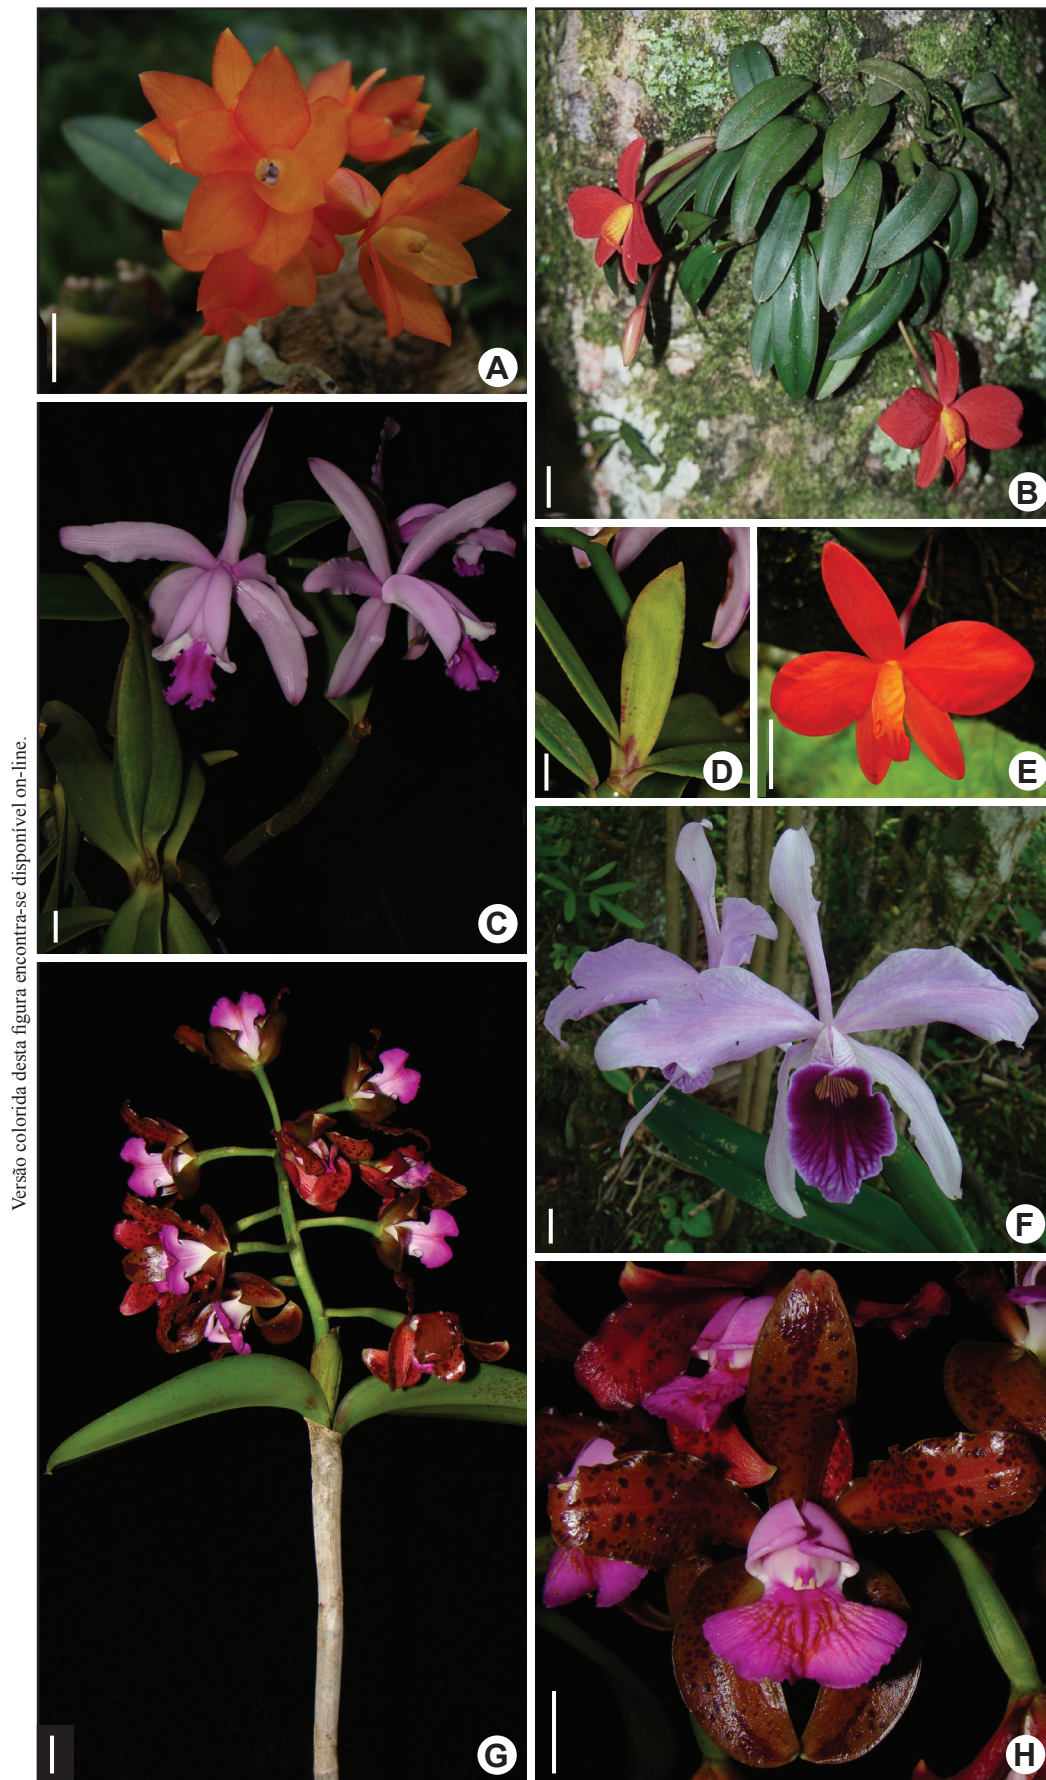 A
B
C
D
E
F
G
H
Versão colorida desta figura encontra-se disponível on-line.